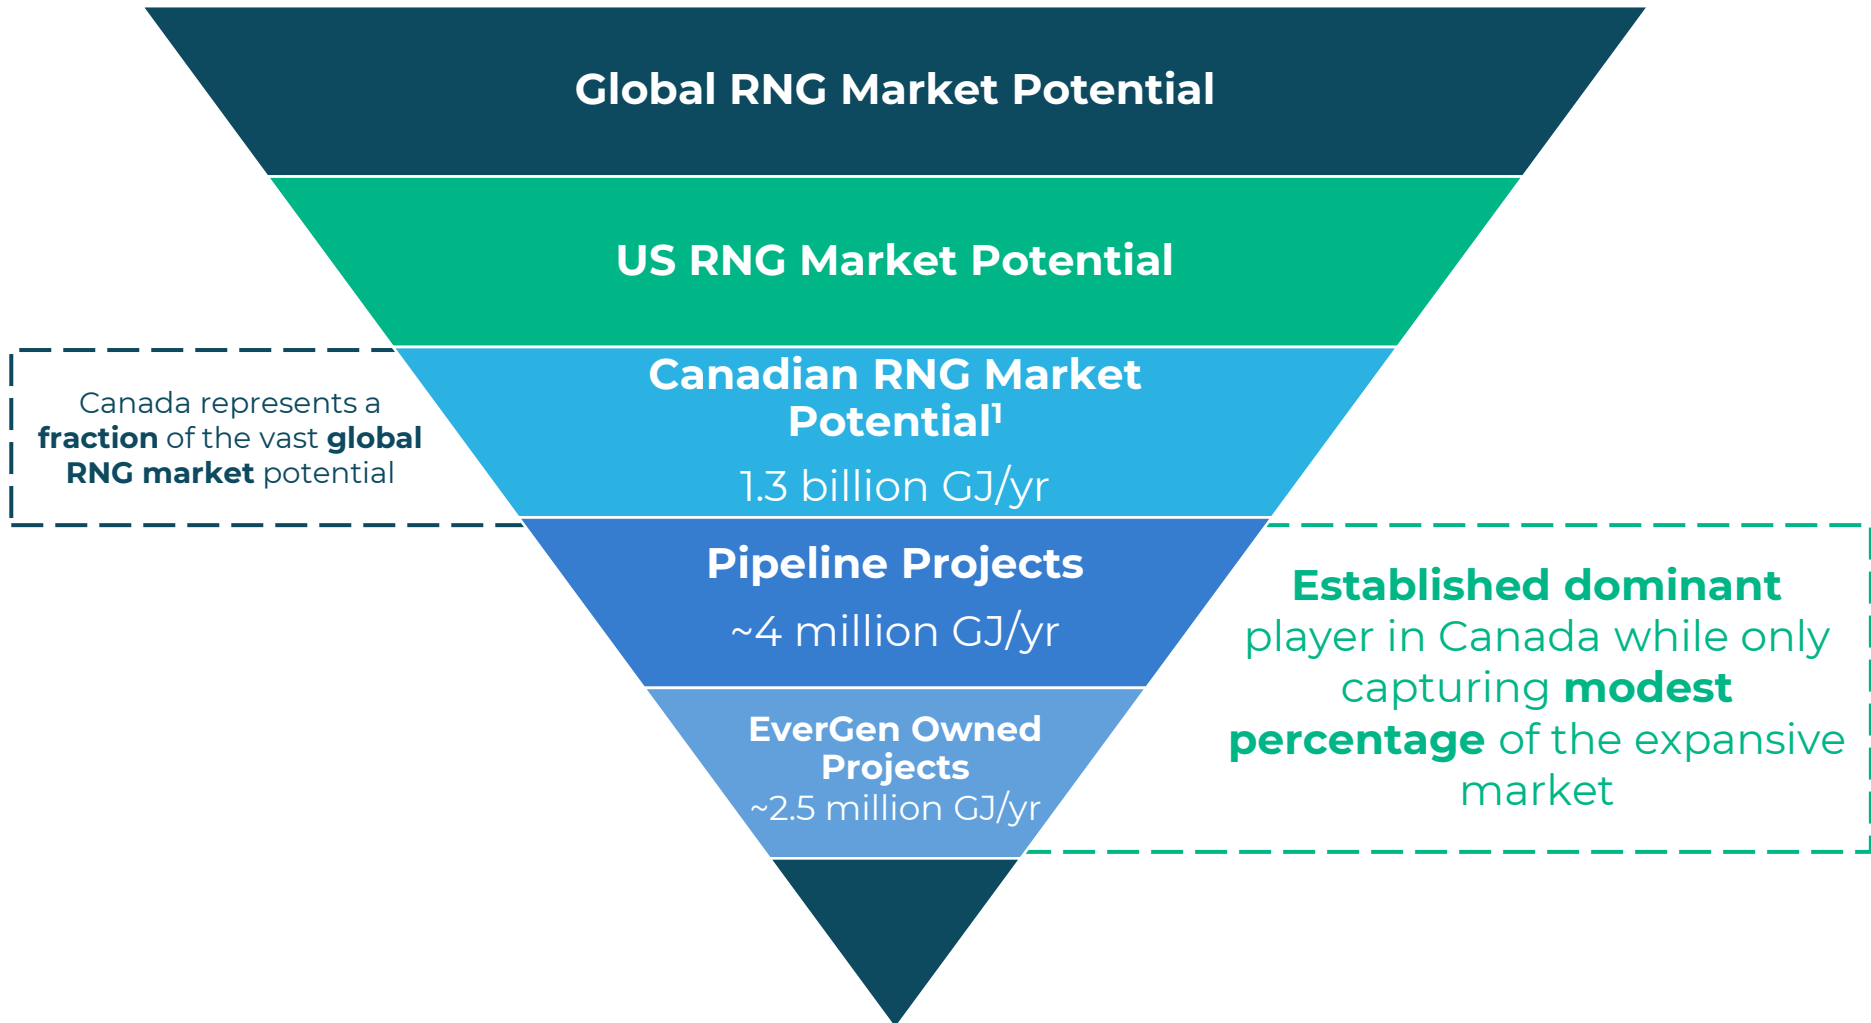 Global RNG Market Potential
US RNG Market Potential
Canadian RNG Market
Potential¹
1.3 billion GJ/yr
Canada represents a
fraction of the vast global
RNG market potential
Pipeline Projects
~4 million GJ/yr
EverGen Owned
Projects
~2.5 million GJ/yr
Established dominant
player in Canada while only
capturing modest
percentage of the expansive
market